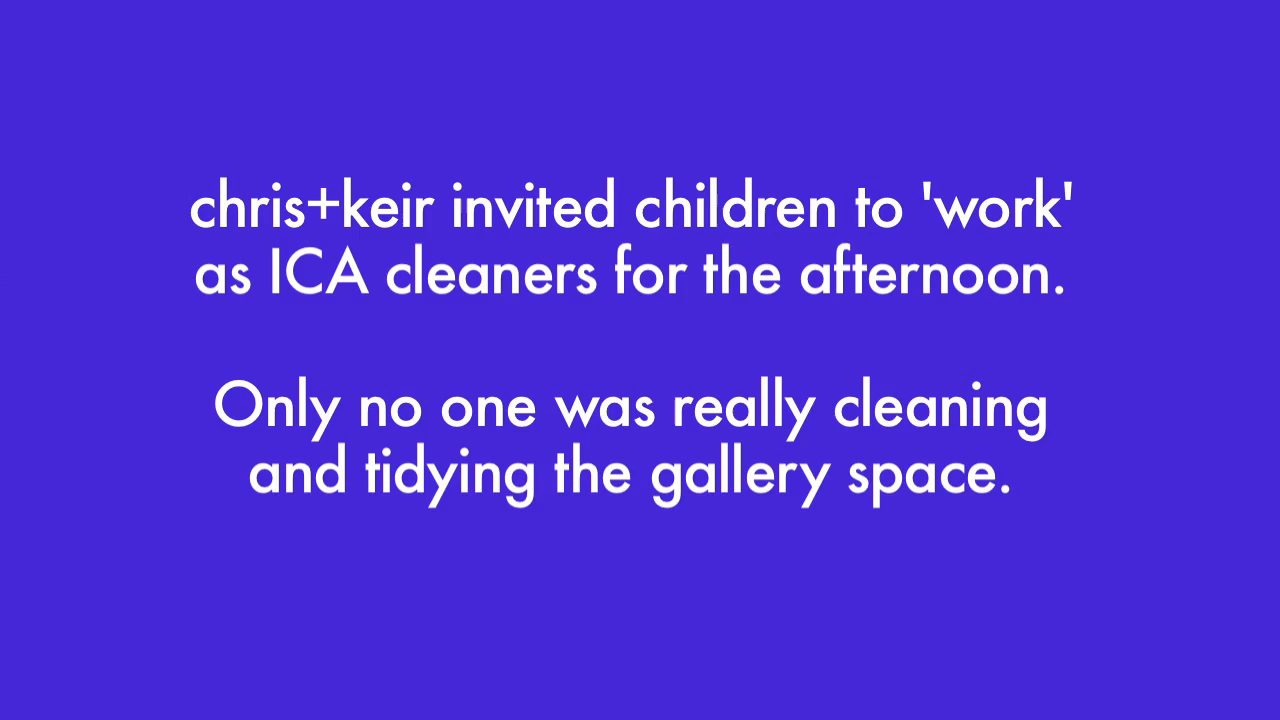 chris+keir invited children to 'work'
as ICA cleaners for the afternoon.
Only no one was really cleaning
and tidying the gallery space.